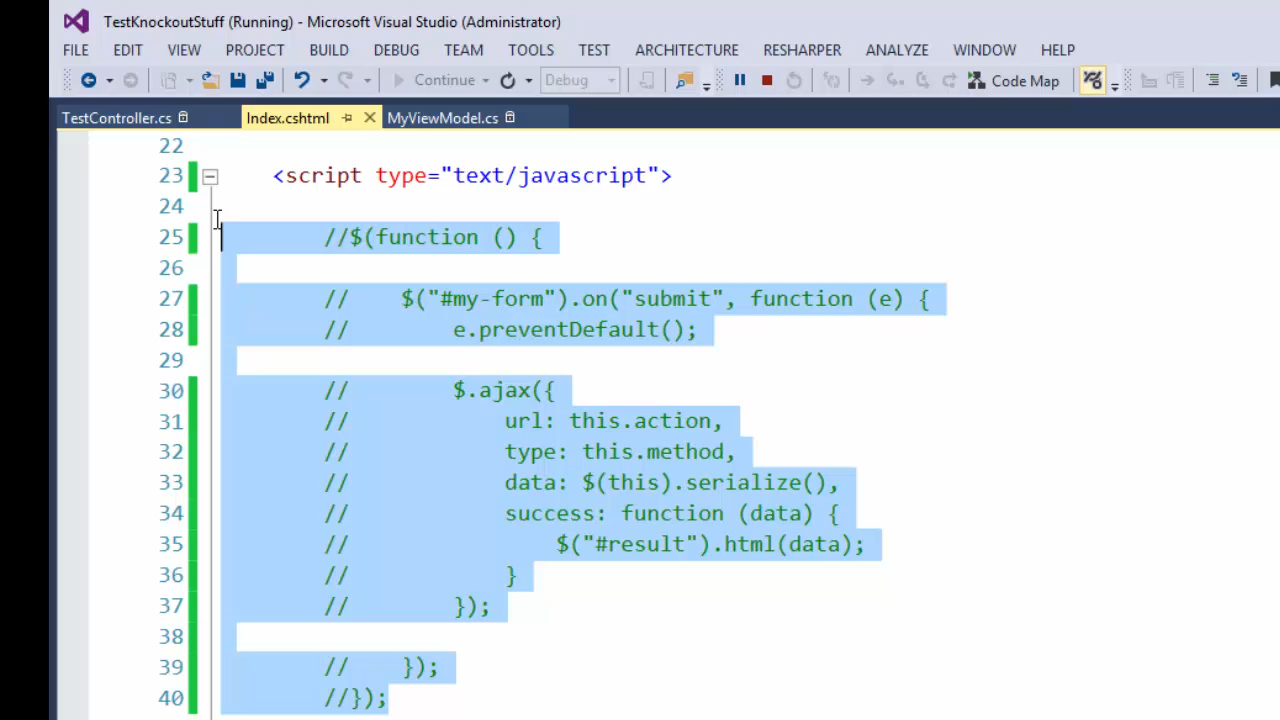 TestKnockoutStuff (Running) - Microsoft Visual Studio (Administrator)
FILE EDIT VIEW PROJECT BUILD DEBUG TEAM TOOLS TEST ARCHITECTURE RESHARPER ANALYZE WINDOW HELP
Continue Debug Code Map
TestController.cs Index.cshtml MyViewModel.cs
22
23 <script type="text/javascript">
24
25 //$(function () {
26
27 //    $("#my-form").on("submit", function (e) {
28 //        e.preventDefault();
29
30 //        $.ajax({
31 //            url: this.action,
32 //            type: this.method,
33 //            data: $(this).serialize(),
34 //            success: function (data) {
35 //                $("#result").html(data);
36 //            }
37 //        });
38
39 //    });
40 //});